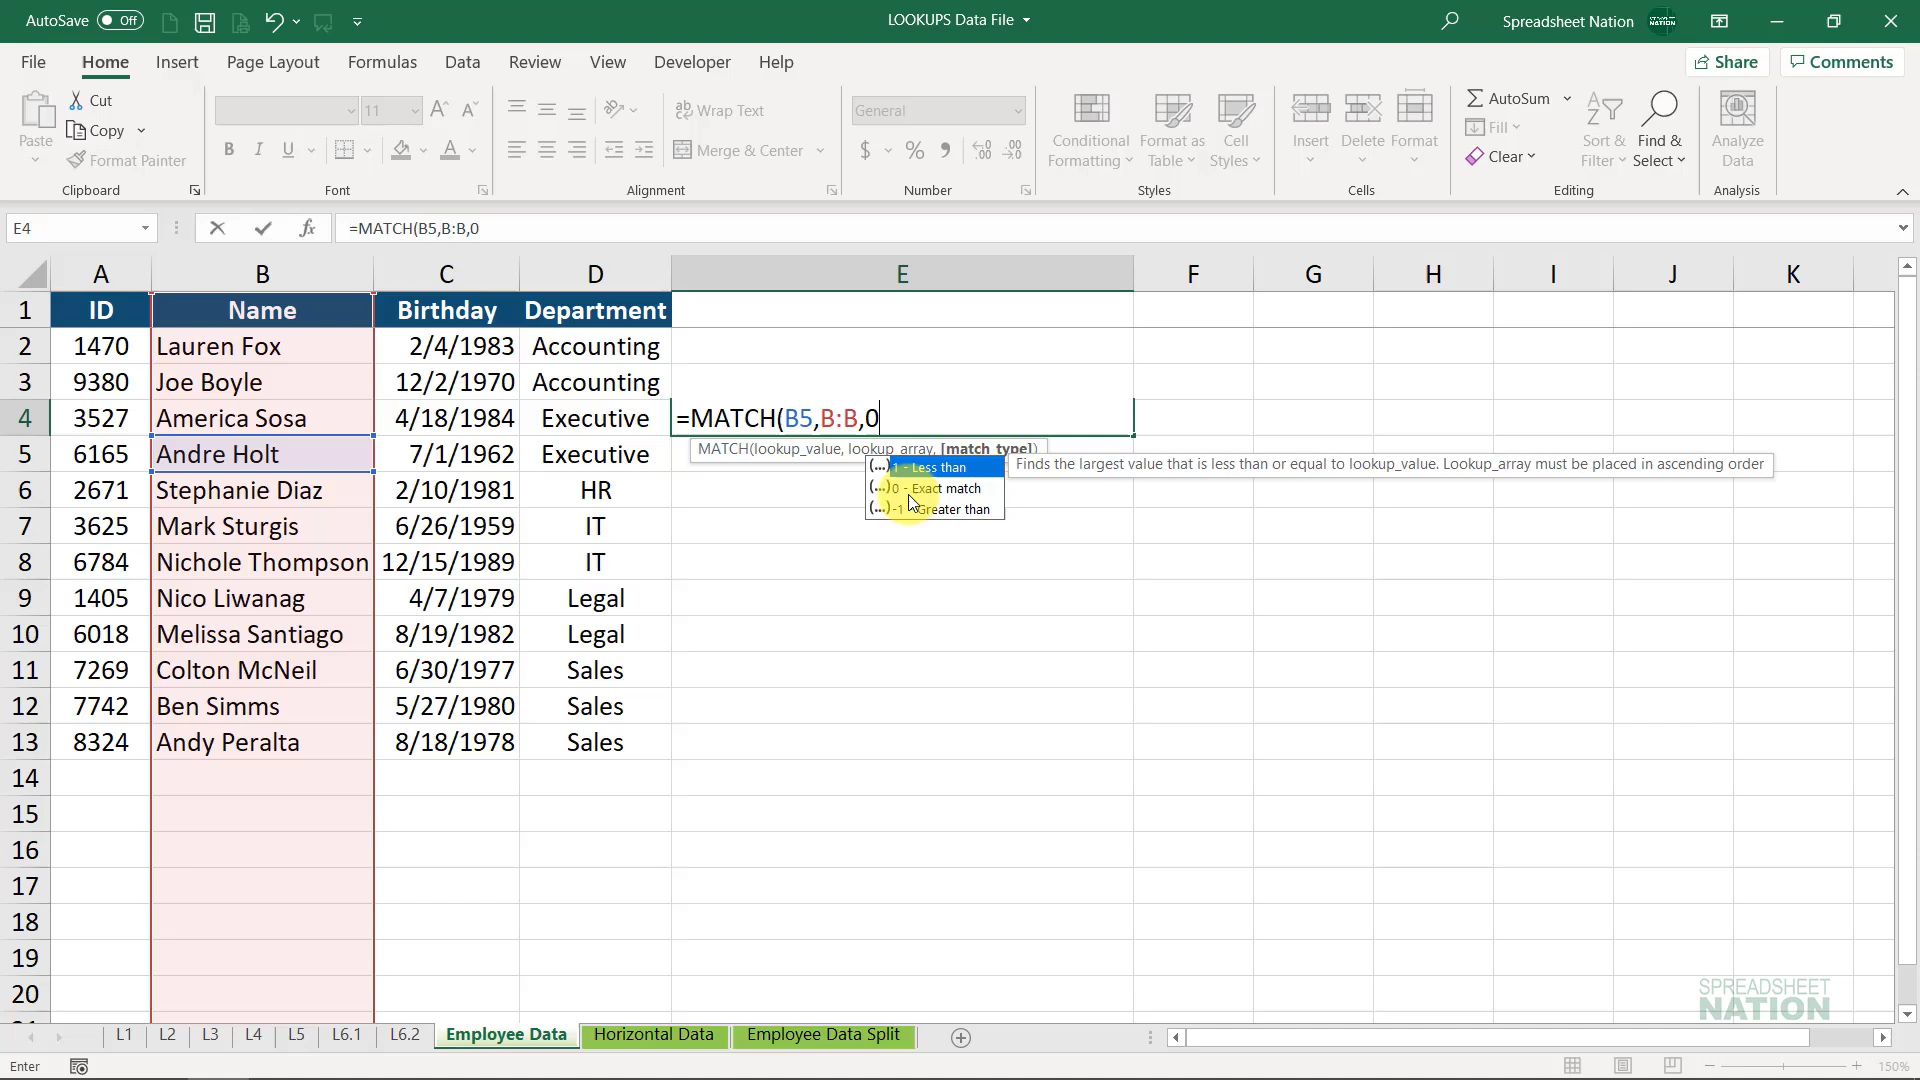 AutoSave Off LOOKUPS Data File Spreadsheet Nation
File Home Insert Page Layout Formulas Data Review View Developer Help Share Comments
Paste
Cut
Copy
Format Painter
Clipboard
11
B I U
Font
Wrap Text
Merge & Center
Alignment
General
$ %
Number
Conditional Formatting
Format as Table
Cell Styles
Styles
Insert Delete Format
Cells
AutoSum
Fill
Clear
Sort & Filter
Find & Select
Editing
Analyze Data
Analysis
E4 fx =MATCH(B5,B:B,0
A B C D E F G H I J K
1 ID Name Birthday Department
2 1470 Lauren Fox 2/4/1983 Accounting
3 9380 Joe Boyle 12/2/1970 Accounting
4 3527 America Sosa 4/18/1984 Executive =MATCH(B5,B:B,0
MATCH(lookup_value, lookup_array, [match_type])
5 6165 Andre Holt 7/1/1962 Executive
(...) 1 - Less than
Finds the largest value that is less than or equal to lookup_value. Lookup_array must be placed in ascending order
(...) 0 - Exact match
(...) -1 - Greater than
6 2671 Stephanie Diaz 2/10/1981 HR
7 3625 Mark Sturgis 6/26/1959 IT
8 6784 Nichole Thompson 12/15/1989 IT
9 1405 Nico Liwanag 4/7/1979 Legal
10 6018 Melissa Santiago 8/19/1982 Legal
11 7269 Colton McNeil 6/30/1977 Sales
12 7742 Ben Simms 5/27/1980 Sales
13 8324 Andy Peralta 8/18/1978 Sales
14
15
16
17
18
19
20
SPREADSHEET
NATION
L1 L2 L3 L4 L5 L6.1 L6.2 Employee Data Horizontal Data Employee Data Split
Enter 150%